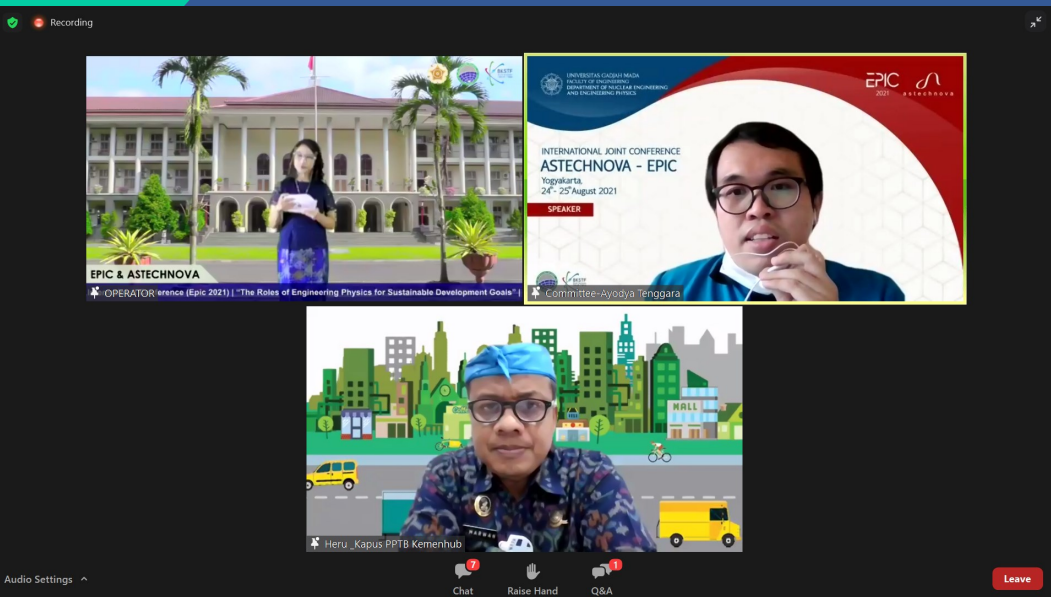 Recording
BKSTF
EPIC & ASTECHNOVA
OPERATOR
erence (Epic 2021) | "The Roles of Engineering Physics for Sustainable Development Goals" |
UNIVERSITAS GADJAH MADA
FACULTY OF ENGINEERING
DEPARTMENT OF NUCLEAR ENGINEERING
AND ENGINEERING PHYSICS
EPIC
2021
astechnova
INTERNATIONAL JOINT CONFERENCE
ASTECHNOVA - EPIC
Yogyakarta,
24th - 25th August 2021
SPEAKER
BKSTF
Committee-Ayodya Tenggara
MALL
Heru _Kapus PPTB Kemenhub
Audio Settings
7
Chat
Raise Hand
1
Q&A
Leave